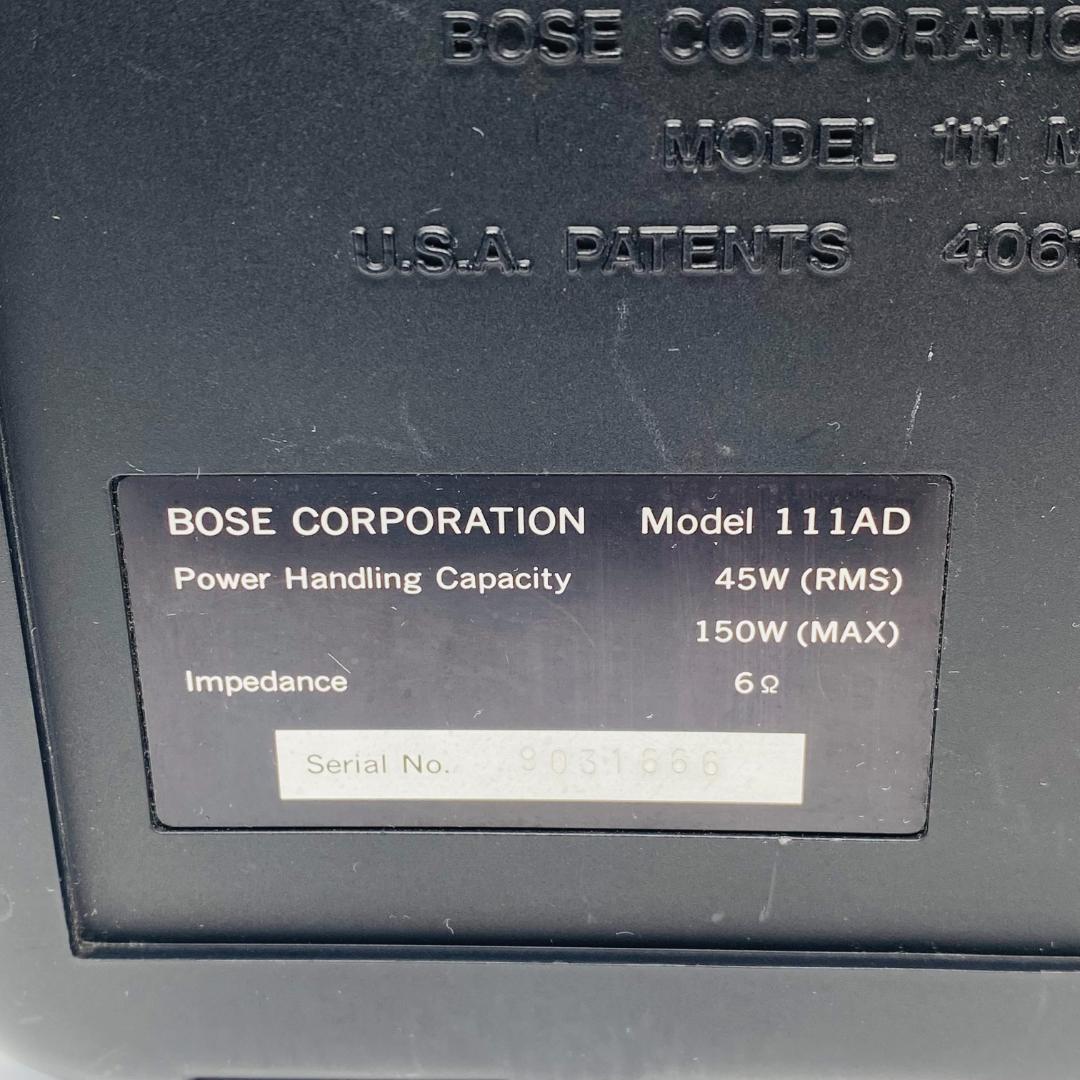 BOSE CORPORATIO
MODEL 111 M
U.S.A. PATENTS 4061
BOSE CORPORATION Model 111AD
Power Handling Capacity 45W (RMS)
150W (MAX)
Impedance 6Ω
Serial No. 9031666